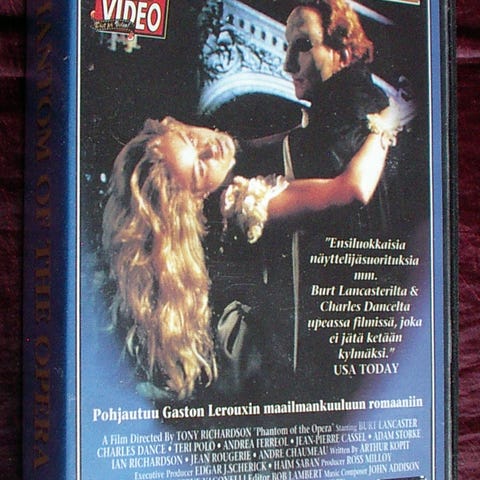 VIDEO
PHANTOM OF THE OPERA
"Ensiluokkaisia
näyttelijäsuorituksia
mm.
Burt Lancasterilta &
Charles Dancelta
upeassa filmissä, joka
ei jätä ketään
kylmäksi."
USA TODAY
Pohjautuu Gaston Lerouxin maailmankuuluun romaaniin
A Film Directed By TONY RICHARDSON "Phantom of the Opera" Starring BURT LANCASTER
CHARLES DANCE • TERI POLO • ANDREA FERREOL • JEAN-PIERRE CASSEL • ADAM STORKE
IAN RICHARDSON • JEAN ROUGERIE • ANDRE CHAUMEAU Written by ARTHUR KOPIT
Executive Producer EDGAR J.SCHERICK • HAIM SABAN Producer ROSS MILLOY
Editor BOB LAMBERT Music Composer JOHN ADDISON